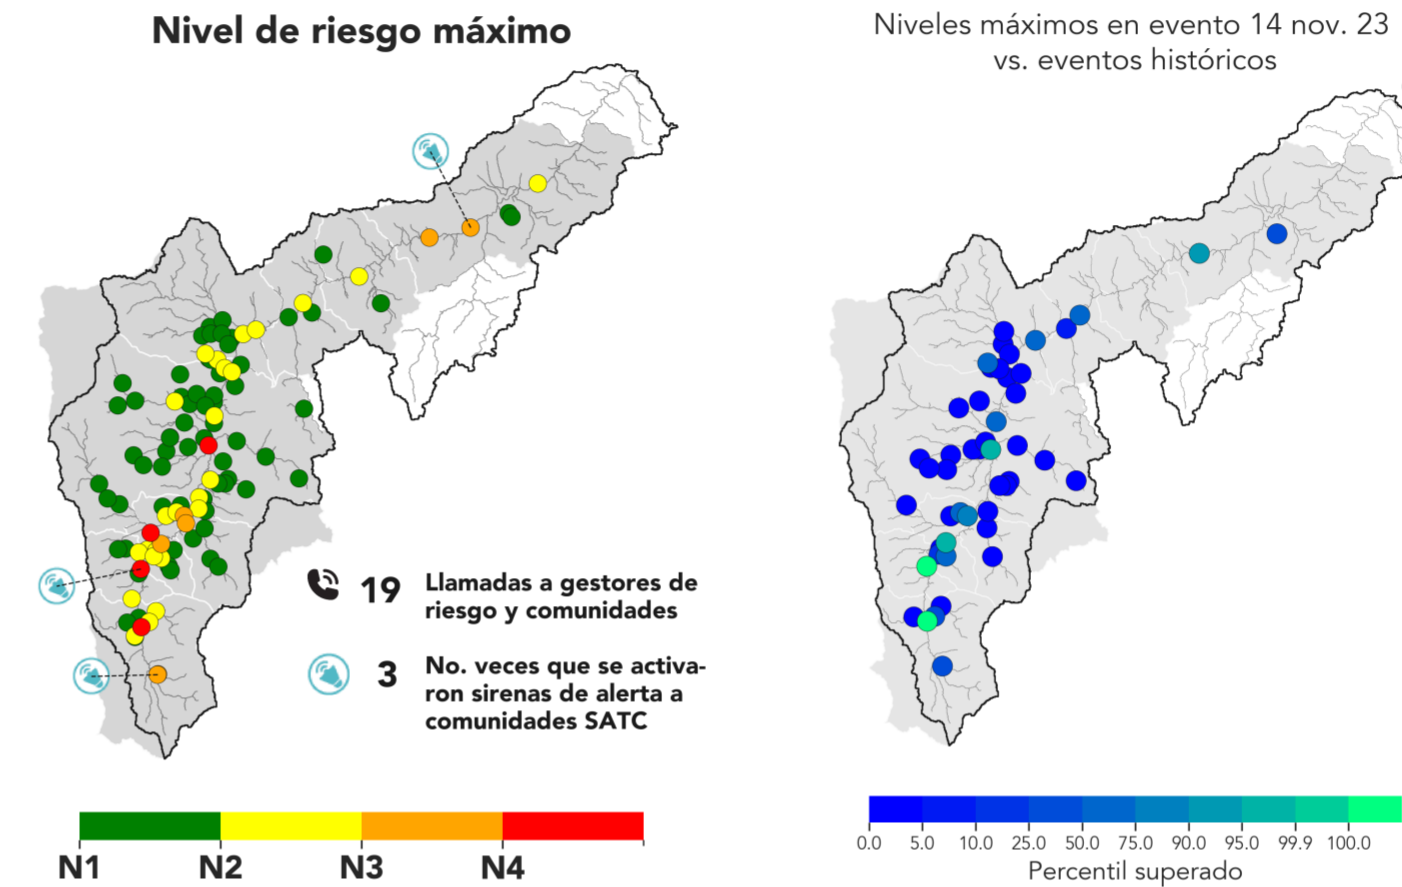 Nivel de riesgo máximo
19
Llamadas a gestores de
riesgo y comunidades
3
No. veces que se activa-
ron sirenas de alerta a
comunidades SATC
N1 N2 N3 N4
Niveles máximos en evento 14 nov. 23
vs. eventos históricos
0.0 5.0 10.0 25.0 50.0 75.0 90.0 95.0 99.9 100.0
Percentil superado